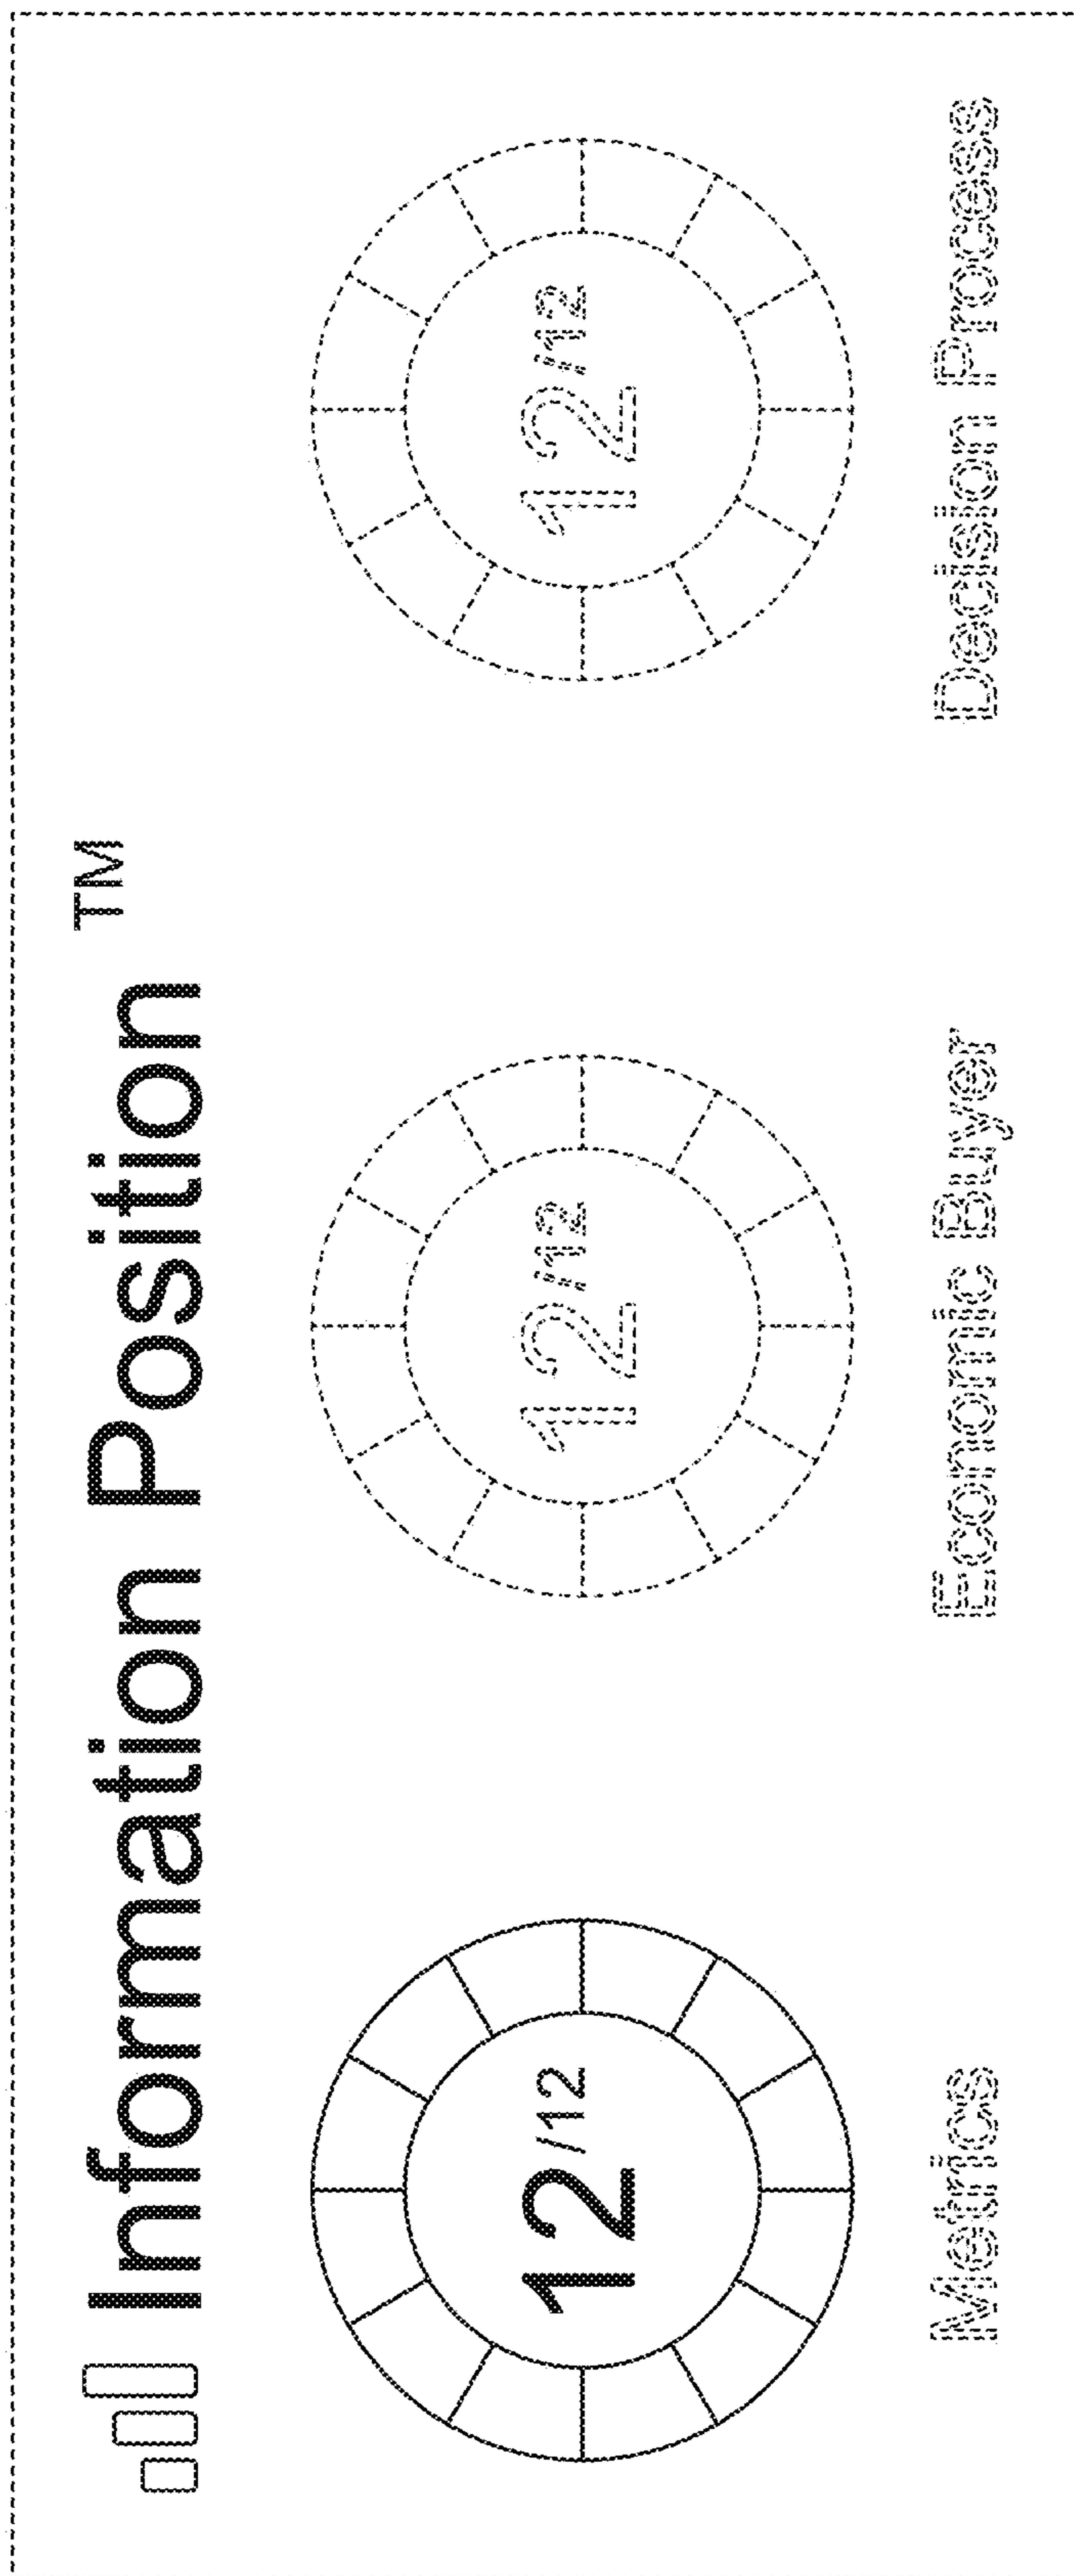 Information Position™
12/12
12/12
12/12
Metrics
Economic Buyer
Decision Process